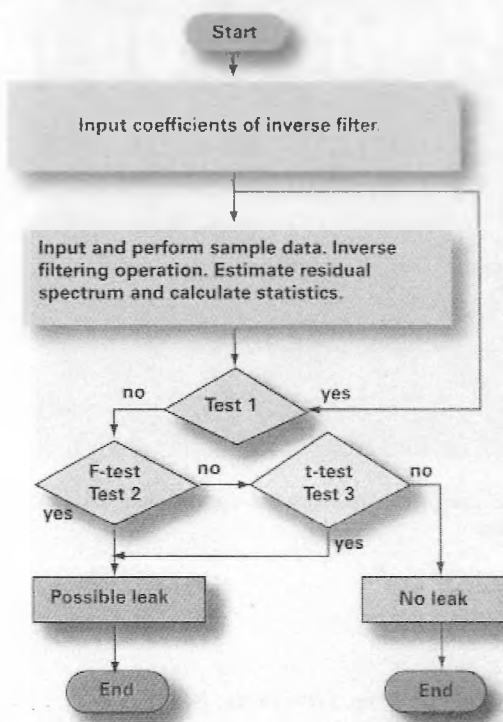 Start
Input coefficients of inverse filter.
Input and perform sample data. Inverse
filtering operation. Estimate residual
spectrum and calculate statistics.
no
yes
Test 1
F-test
Test 2
no
t-test
Test 3
no
yes
yes
Possible leak
No leak
End
End